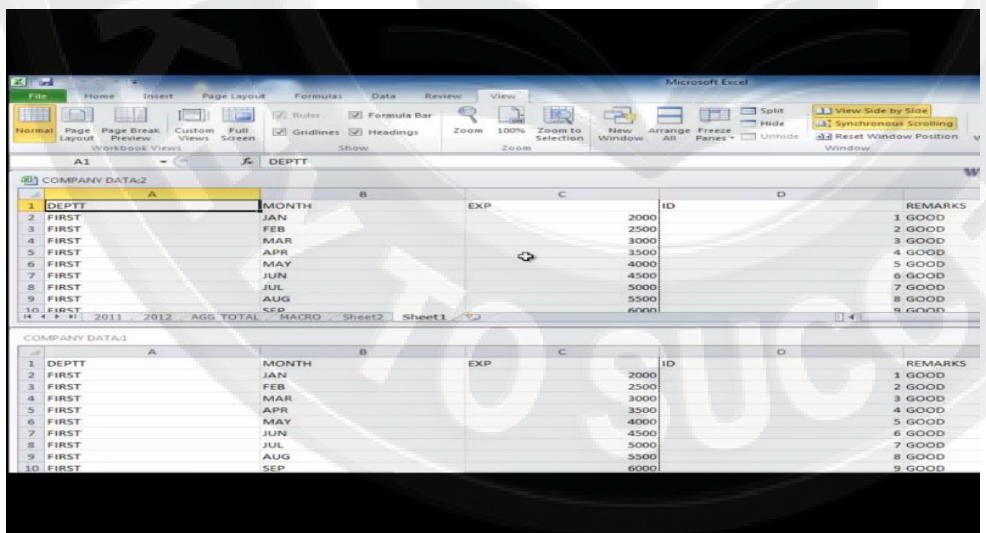 Microsoft Excel
File Home Insert Page Layout Formulas Data Review View
Normal Page Layout Page Break Preview Custom Views Full Screen Ruler Formula Bar Gridlines Headings Zoom 100% Zoom to Selection New Window Arrange All Freeze Panes Split Hide Unhide View Side by Side Synchronous Scrolling Reset Window Position
Workbook Views Show Zoom Window
A1 fx DEPTT
COMPANY DATA:2
A B C D
1 DEPTT MONTH EXP ID REMARKS
2 FIRST JAN 2000 1 GOOD
3 FIRST FEB 2500 2 GOOD
4 FIRST MAR 3000 3 GOOD
5 FIRST APR 3500 4 GOOD
6 FIRST MAY 4000 5 GOOD
7 FIRST JUN 4500 6 GOOD
8 FIRST JUL 5000 7 GOOD
9 FIRST AUG 5500 8 GOOD
10 FIRST SEP 6000 9 GOOD
2011 2012 AGG TOTAL MACRO Sheet2 Sheet1
COMPANY DATA:1
A B C D
1 DEPTT MONTH EXP ID REMARKS
2 FIRST JAN 2000 1 GOOD
3 FIRST FEB 2500 2 GOOD
4 FIRST MAR 3000 3 GOOD
5 FIRST APR 3500 4 GOOD
6 FIRST MAY 4000 5 GOOD
7 FIRST JUN 4500 6 GOOD
8 FIRST JUL 5000 7 GOOD
9 FIRST AUG 5500 8 GOOD
10 FIRST SEP 6000 9 GOOD